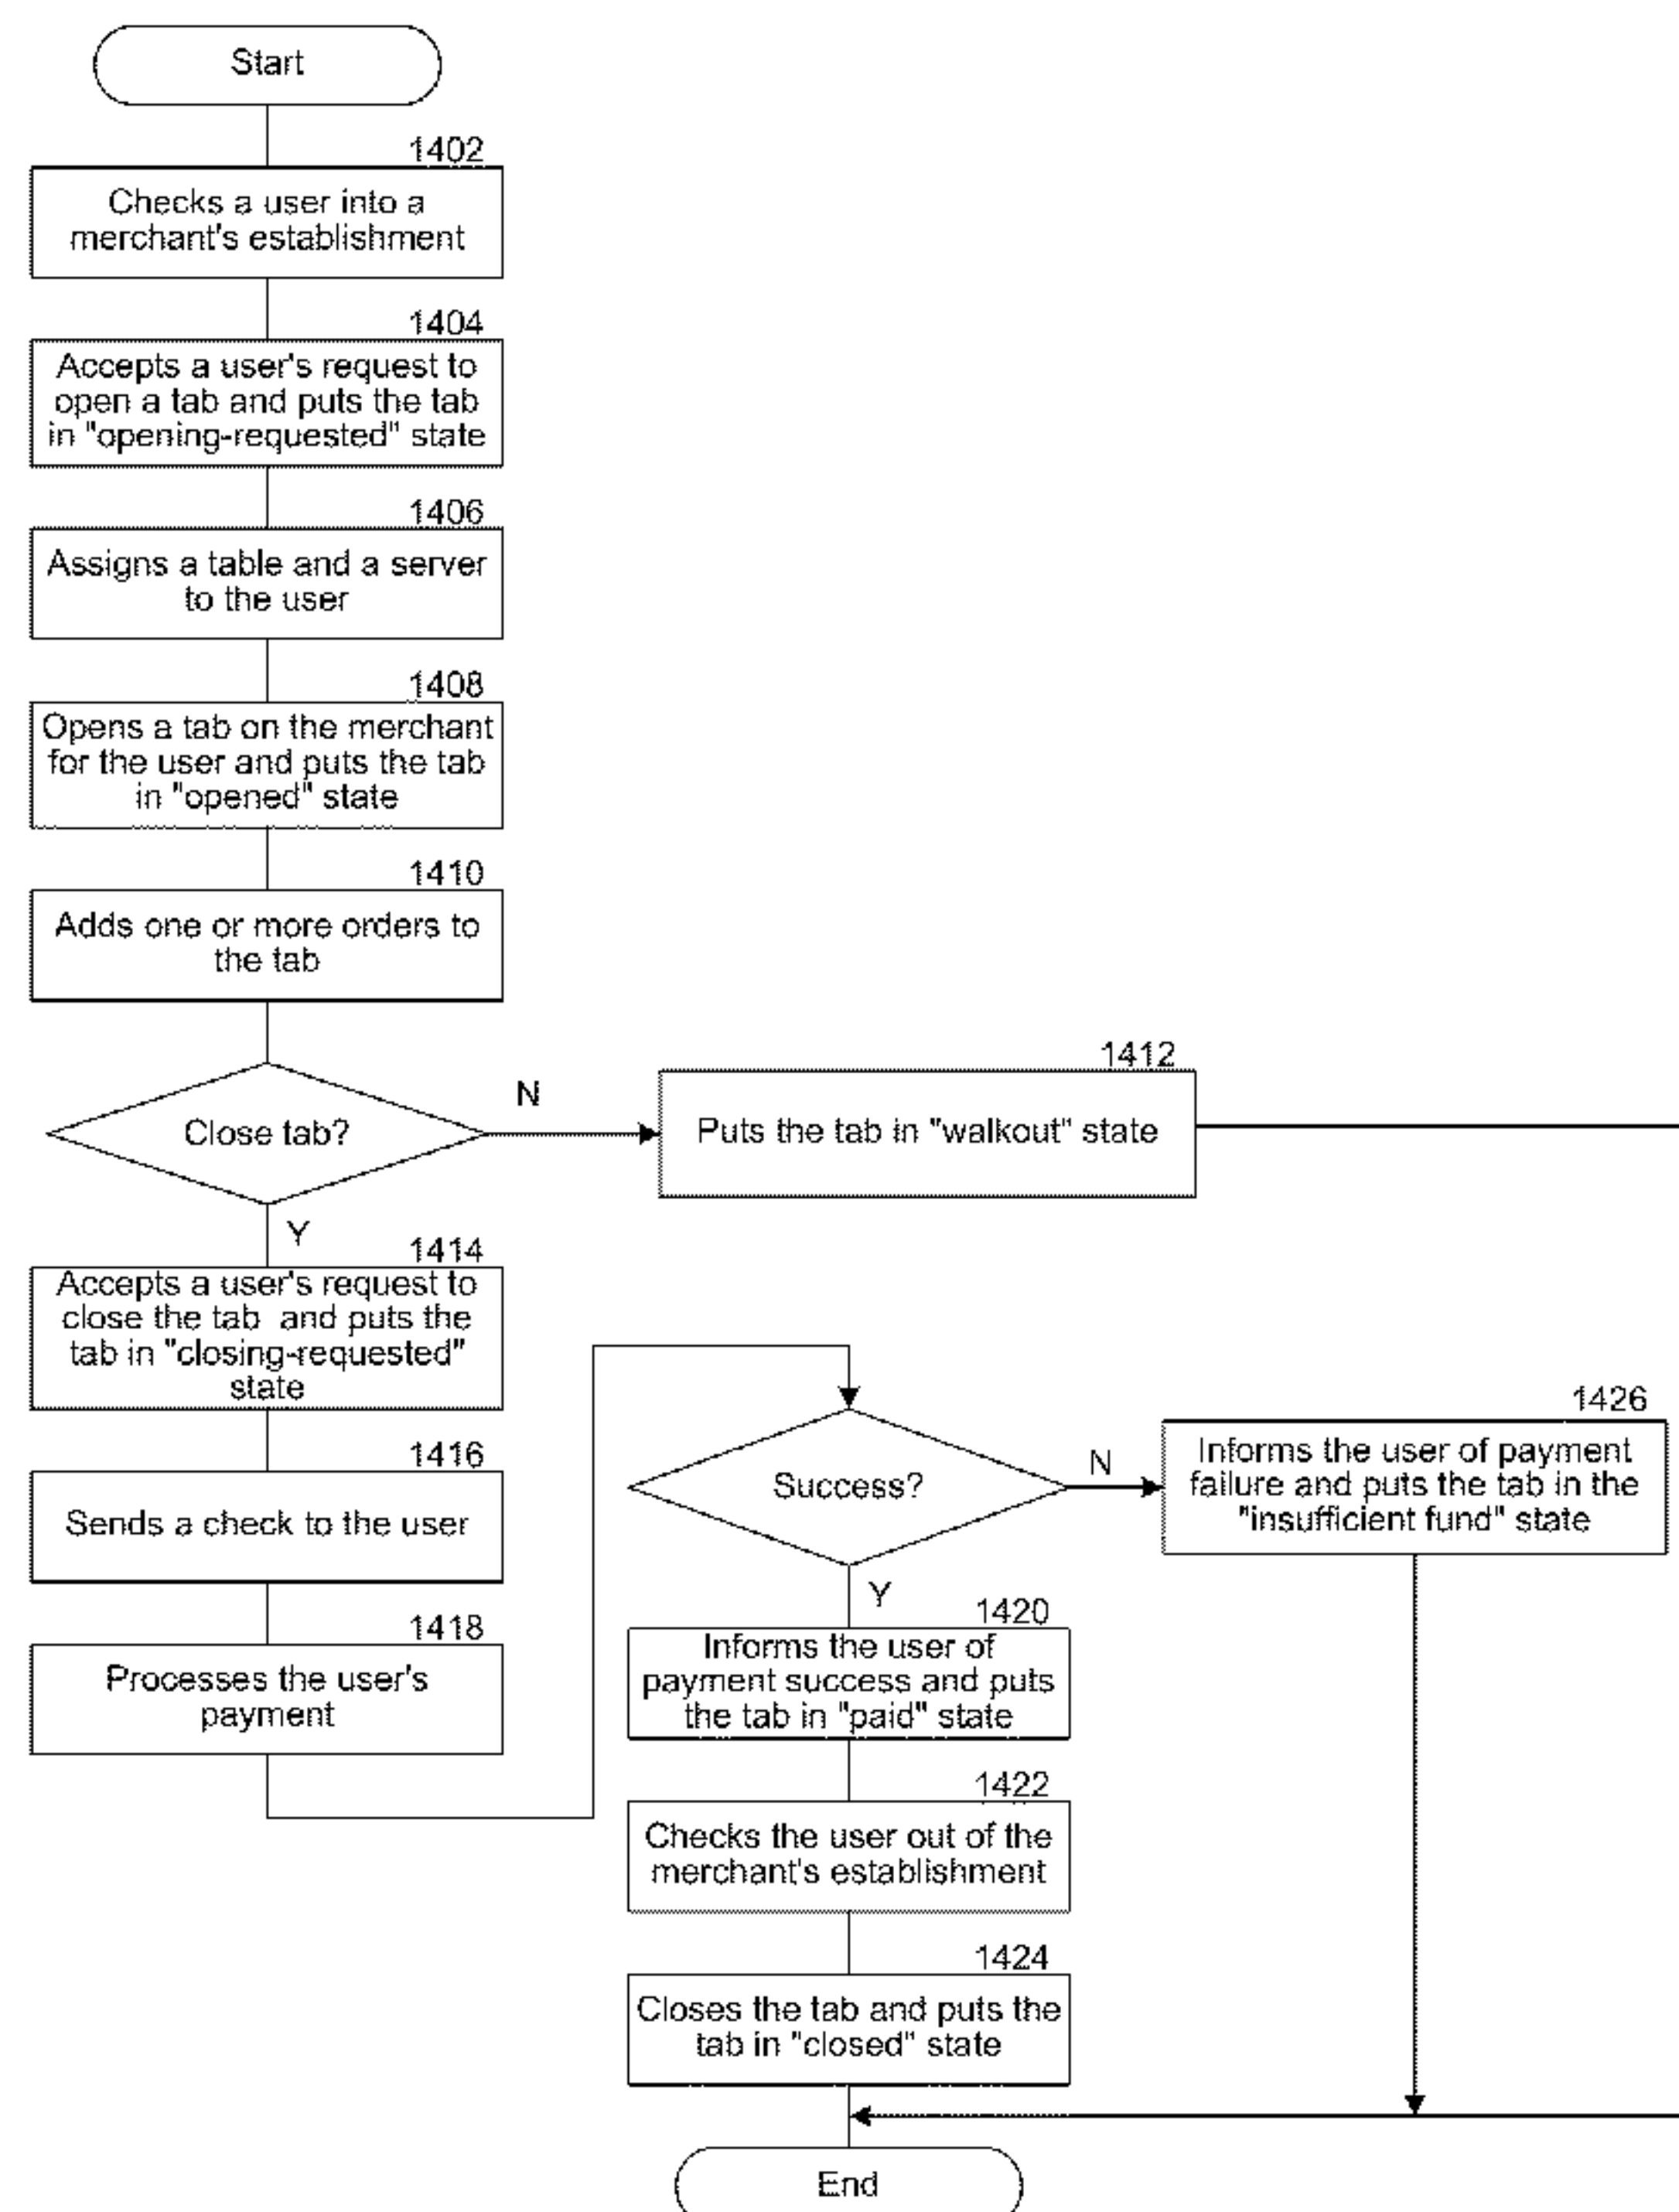 Start
1402
Checks a user into a
merchant's establishment
1404
Accepts a user's request to
open a tab and puts the tab
in "opening-requested" state
1406
Assigns a table and a server
to the user
1408
Opens a tab on the merchant
for the user and puts the tab
in "opened" state
1410
Adds one or more orders to
the tab
Close tab?
N
1412
Puts the tab in "walkout" state
Y
1414
Accepts a user's request to
close the tab and puts the
tab in "closing-requested"
state
1416
Sends a check to the user
1418
Processes the user's
payment
Success?
N
1426
Informs the user of payment
failure and puts the tab in the
"insufficient fund" state
Y
1420
Informs the user of
payment success and puts
the tab in "paid" state
1422
Checks the user out of the
merchant's establishment
1424
Closes the tab and puts the
tab in "closed" state
End